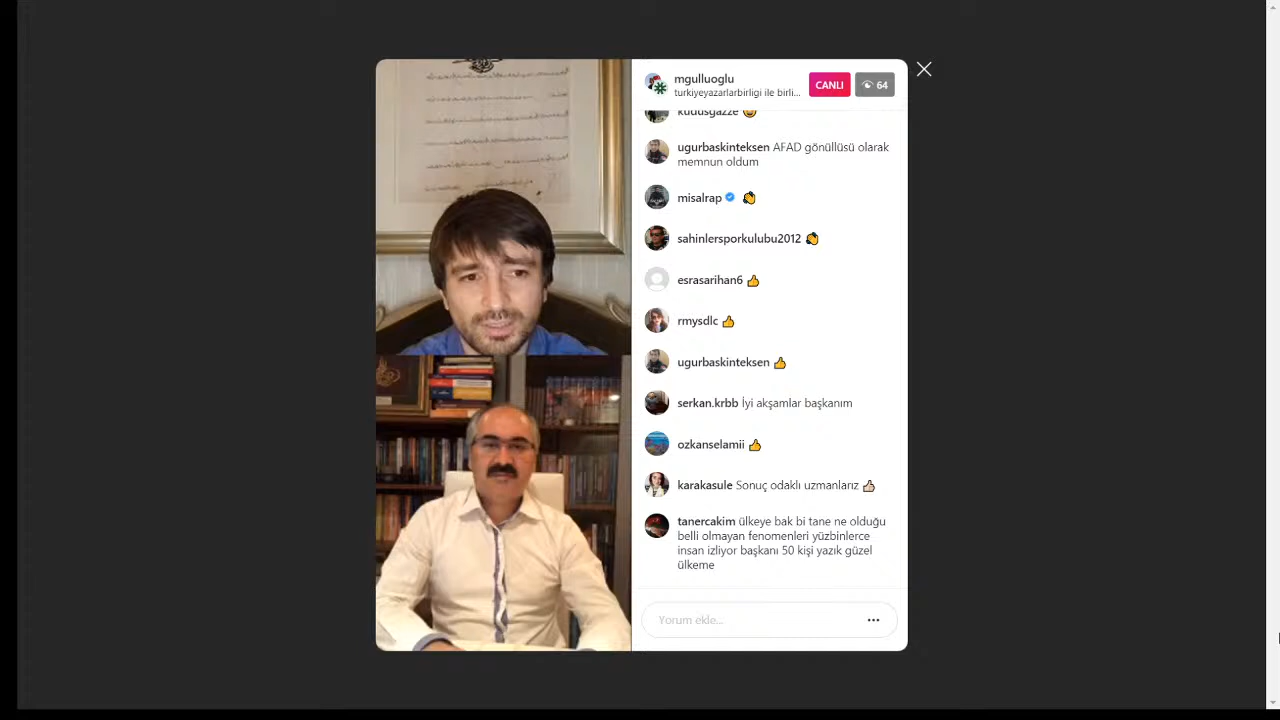 mgulluoglu
turkiyeyazarlarbirligi ile birli...
CANLI
64
kudusgazze
ugurbaskinteksen AFAD gönüllüsü olarak
memnun oldum
misalrap
sahinlersporkulubu2012
esrasarihan6
rmysdlc
ugurbaskinteksen
serkan.krbb İyi akşamlar başkanım
ozkanselamii
karakasule Sonuç odaklı uzmanlarız
tanercakim ülkeye bak bi tane ne olduğu
belli olmayan fenomenleri yüzbinlerce
insan izliyor başkanı 50 kişi yazık güzel
ülkeme
Yorum ekle...